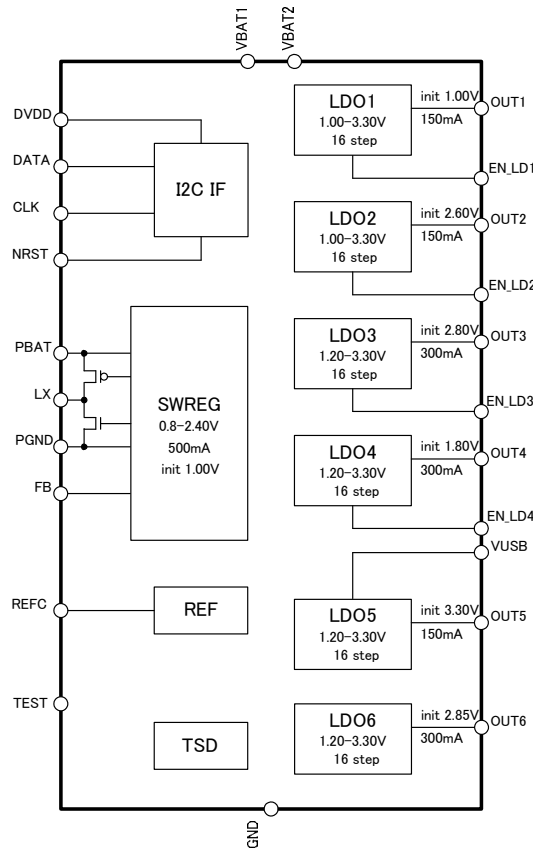 VBAT1
VBAT2
DVDD
DATA
CLK
NRST
I2C IF
PBAT
LX
PGND
FB
SWREG
0.8-2.40V
500mA
init 1.00V
REFC
REF
TEST
TSD
LDO1
1.00-3.30V
16 step
init 1.00V
150mA
OUT1
EN_LD1
LDO2
1.00-3.30V
16 step
init 2.60V
150mA
OUT2
EN_LD2
LDO3
1.20-3.30V
16 step
init 2.80V
300mA
OUT3
EN_LD3
LDO4
1.20-3.30V
16 step
init 1.80V
300mA
OUT4
EN_LD4
VUSB
LDO5
1.20-3.30V
16 step
init 3.30V
150mA
OUT5
LDO6
1.20-3.30V
16 step
init 2.85V
300mA
OUT6
GND